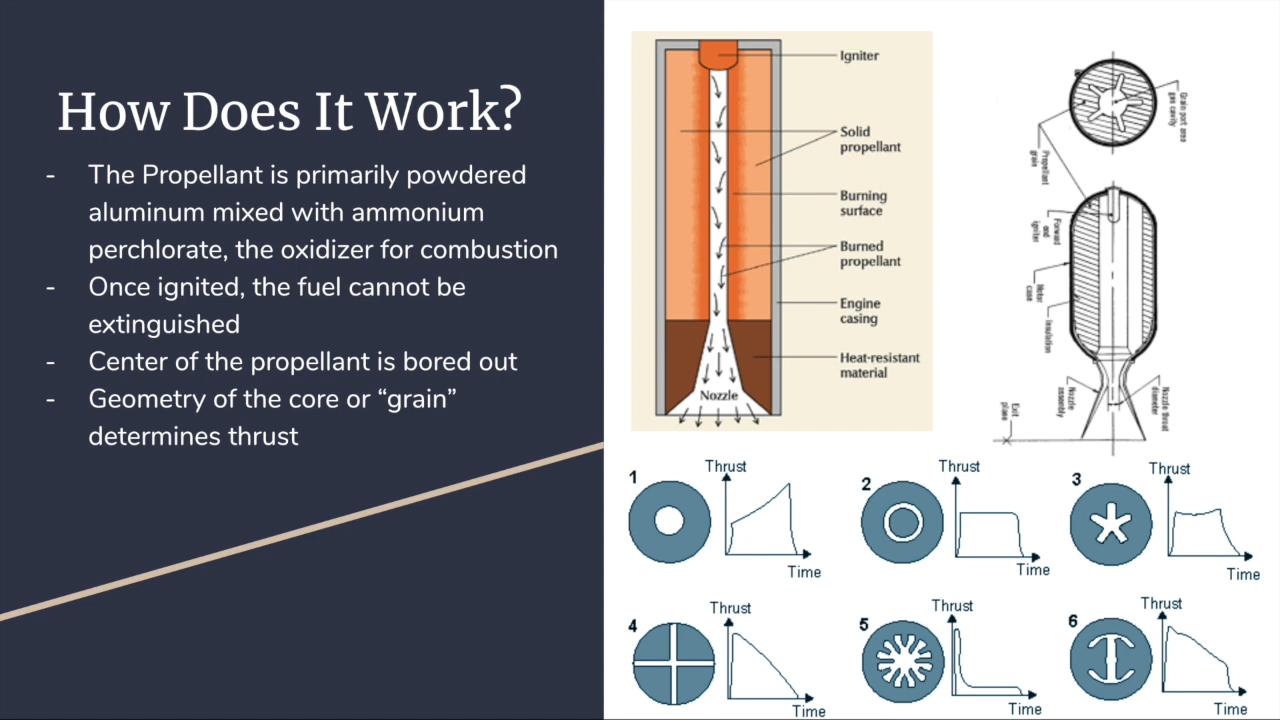 How Does It Work?
- The Propellant is primarily powdered
aluminum mixed with ammonium
perchlorate, the oxidizer for combustion
- Once ignited, the fuel cannot be
extinguished
- Center of the propellant is bored out
- Geometry of the core or “grain”
determines thrust
Igniter
Solid
propellant
Burning
surface
Burned
propellant
Engine
casing
Heat-resistant
material
Nozzle
Grain port area
gas cavity
Propellant
grain
Forward
end
igniter
Motor
case
insulation
Nozzle
assembly
Nozzle throat
diameter
Exit
plane
1
Thrust
Time
2
Thrust
Time
3
Thrust
Time
4
Thrust
Time
5
Thrust
Time
6
Thrust
Time